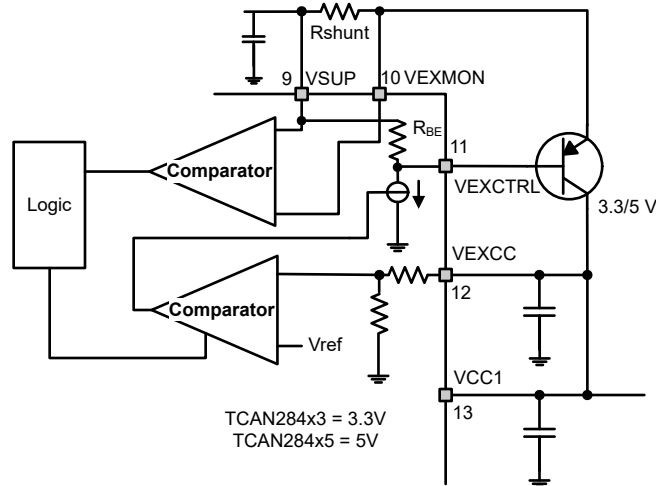 Rshunt
9 VSUP
10 VEXMON
RBE
11
Comparator
VEXCTRL
Logic
3.3/5 V
VEXCC
12
Comparator
Vref
VCC1
13
TCAN284x3 = 3.3V
TCAN284x5 = 5V